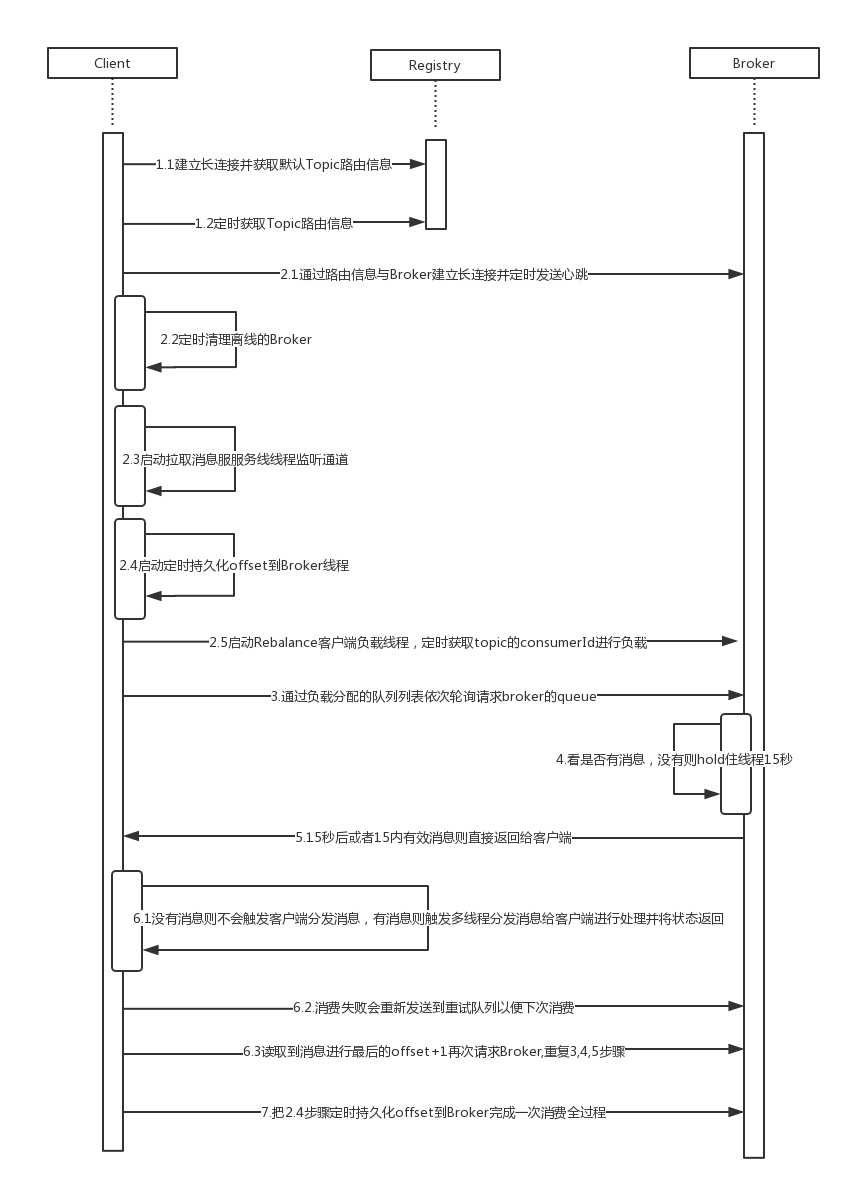 Client
Registry
Broker
1.1建立长连接并获取默认Topic路由信息
1.2定时获取Topic路由信息
2.1通过路由信息与Broker建立长连接并定时发送心跳
2.2定时清理离线的Broker
2.3启动拉取消息服服务线线程监听通道
2.4启动定时持久化offset到Broker线程
2.5启动Rebalance客户端负载线程，定时获取topic的consumerId进行负载
3.通过负载分配的队列列表依次轮询请求broker的queue
4.看是否有消息，没有则hold住线程15秒
5.15秒后或者15内有效消息则直接返回给客户端
6.1没有消息则不会触发客户端分发消息，有消息则触发多线程分发消息给客户端进行处理并将状态返回
6.2.消费失败会重新发送到重试队列以便下次消费
6.3读取到消息进行最后的offset+1再次请求Broker,重复3,4,5步骤
7.把2.4步骤定时持久化offset到Broker完成一次消费全过程